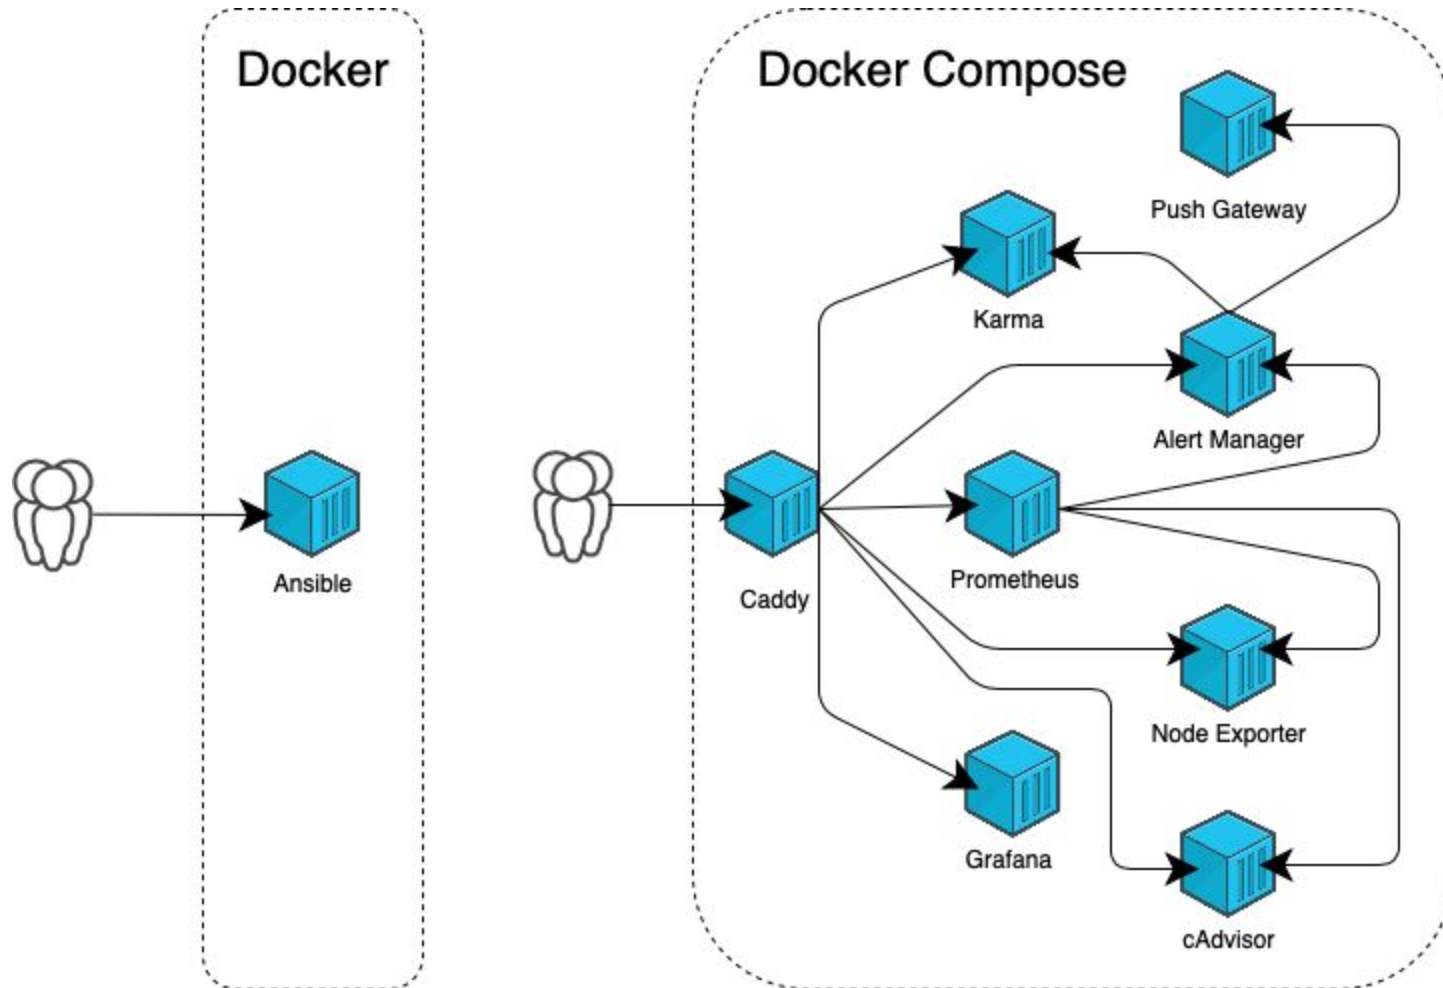 Docker
Docker Compose
Push Gateway
Karma
Alert Manager
Ansible
Caddy
Prometheus
Node Exporter
Grafana
cAdvisor